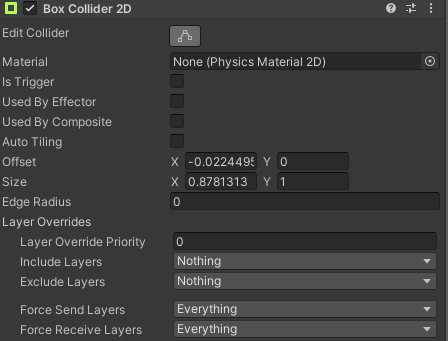 Box Collider 2D
Edit Collider
Material None (Physics Material 2D)
Is Trigger
Used By Effector
Used By Composite
Auto Tiling
Offset X -0.0224495 Y 0
Size X 0.8781313 Y 1
Edge Radius 0
Layer Overrides
Layer Override Priority 0
Include Layers Nothing
Exclude Layers Nothing
Force Send Layers Everything
Force Receive Layers Everything